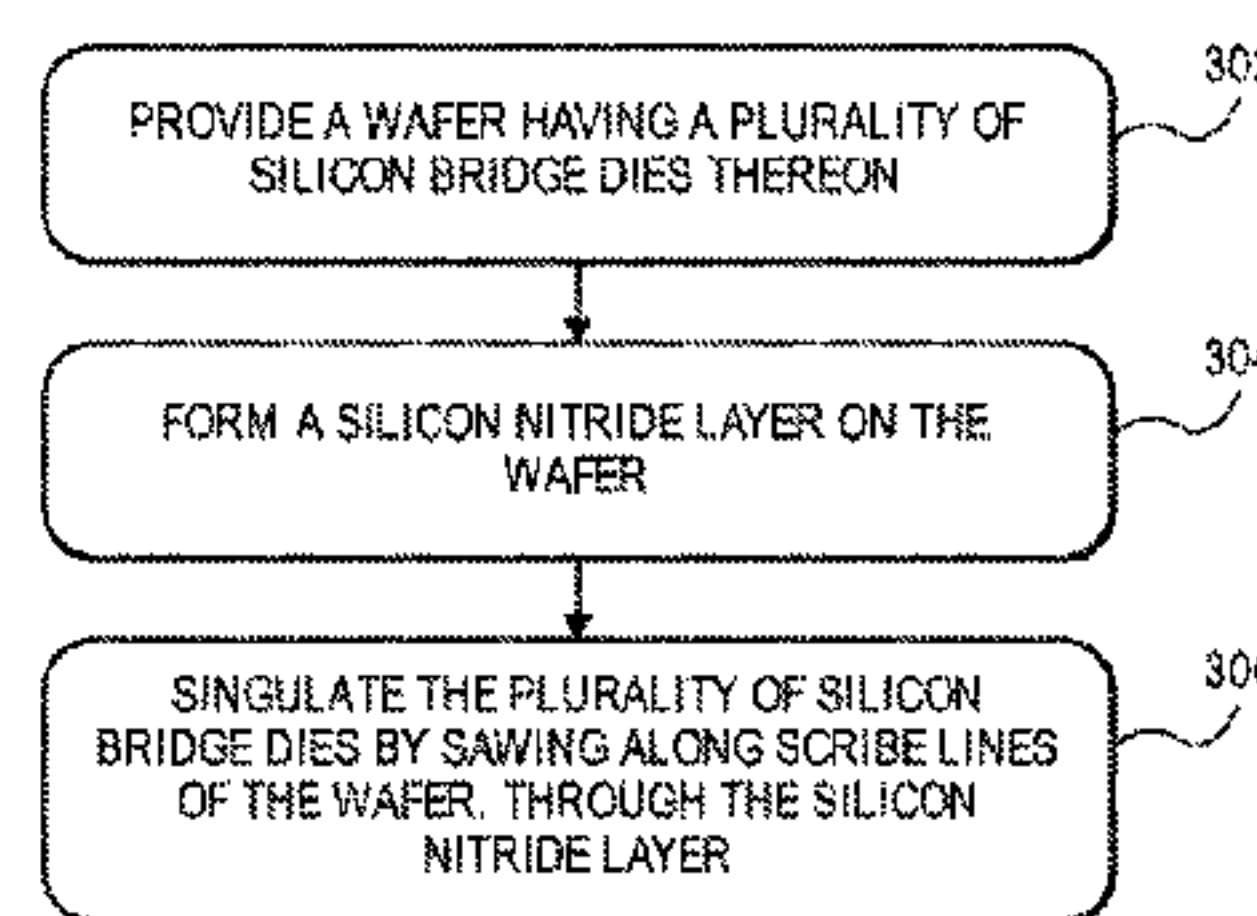 PROVIDE A WAFER HAVING A PLURALITY OF
SILICON BRIDGE DIES THEREON
FORM A SILICON NITRIDE LAYER ON THE
WAFER
304
SINGULATE THE PLURALITY OF SILICON
BRIDGE DIES BY SAWING ALONG SCRIBE LINES
OF THE WAFER, THROUGH THE SILICON
NITRIDE LAYER